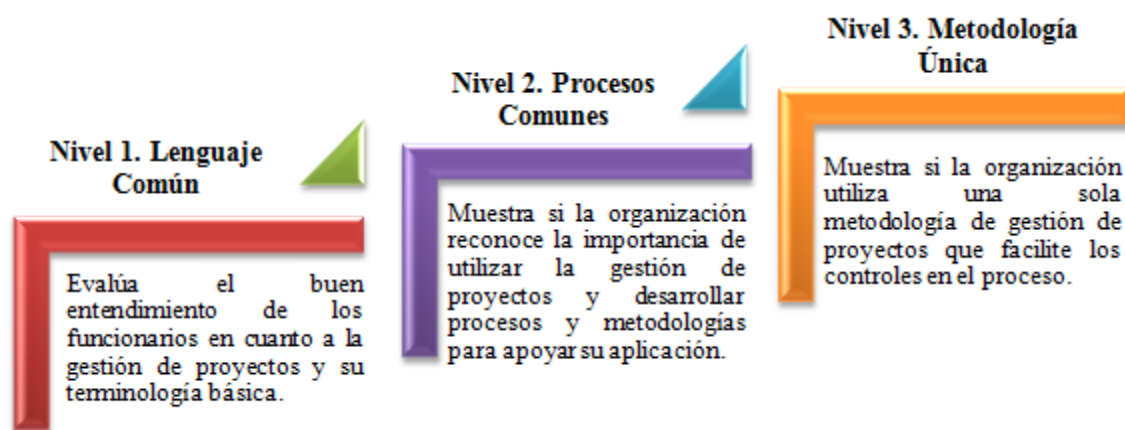 Nivel 1. Lenguaje
Común
Evalúa el buen
entendimiento de los
funcionarios en cuanto a la
gestión de proyectos y su
terminología básica.
Nivel 2. Procesos
Comunes
Muestra si la organización
reconoce la importancia de
utilizar la gestión de
proyectos y desarrollar
procesos y metodologías
para apoyar su aplicación.
Nivel 3. Metodología
Única
Muestra si la organización
utiliza una sola
metodología de gestión de
proyectos que facilite los
controles en el proceso.